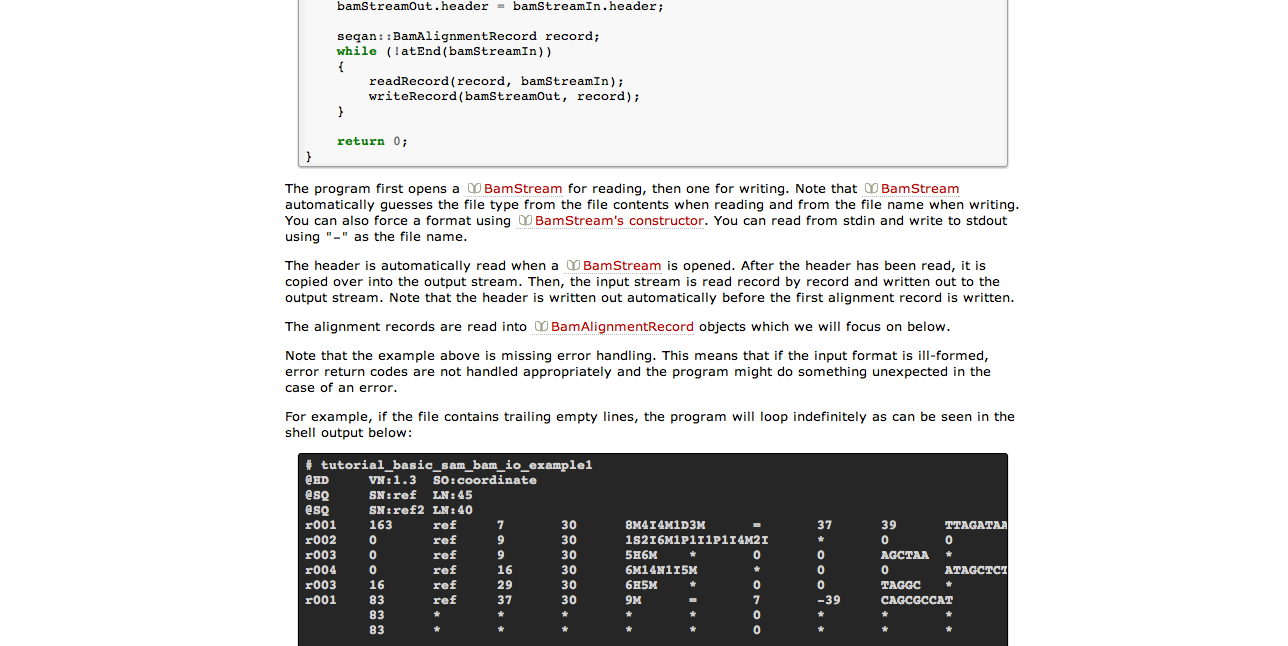 bamStreamOut.header = bamStreamIn.header;
seqan::BamAlignmentRecord record;
while (!atEnd(bamStreamIn))
{
readRecord(record, bamStreamIn);
writeRecord(bamStreamOut, record);
}
return 0;
}
The program first opens a BamStream for reading, then one for writing. Note that BamStream
automatically guesses the file type from the file contents when reading and from the file name when writing.
You can also force a format using BamStream's constructor. You can read from stdin and write to stdout
using "-" as the file name.
The header is automatically read when a BamStream is opened. After the header has been read, it is
copied over into the output stream. Then, the input stream is read record by record and written out to the
output stream. Note that the header is written out automatically before the first alignment record is written.
The alignment records are read into BamAlignmentRecord objects which we will focus on below.
Note that the example above is missing error handling. This means that if the input format is ill-formed,
error return codes are not handled appropriately and the program might do something unexpected in the
case of an error.
For example, if the file contains trailing empty lines, the program will loop indefinitely as can be seen in the
shell output below:
# tutorial_basic_sam_bam_io_example1
@HD VN:1.3 SO:coordinate
@SQ SN:ref LN:45
@SQ SN:ref2 LN:40
r001 163 ref 7 30 8M4I4M1D3M = 37 39 TTAGATAA
r002 0 ref 9 30 1S2I6M1P1I1P1I4M2I * 0 0
r003 0 ref 9 30 5H6M * 0 0 AGCTAA *
r004 0 ref 16 30 6M14N1I5M * 0 0 ATAGCTCT
r003 16 ref 29 30 6H5M * 0 0 TAGGC *
r001 83 ref 37 30 9M = 7 -39 CAGCGCCAT
83 * * * * * 0 * * *
83 * * * * * 0 * * *